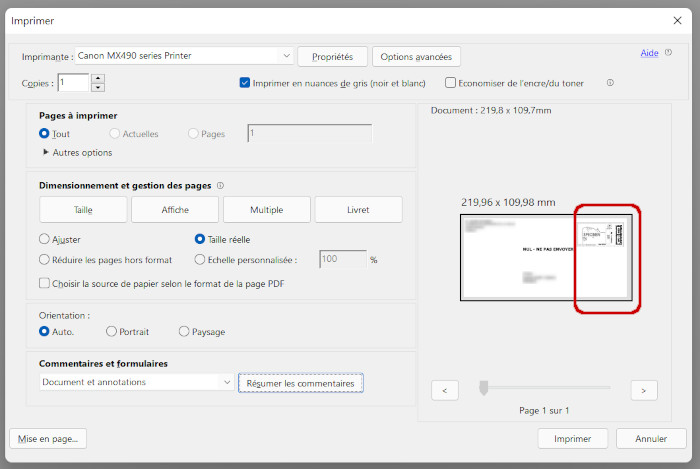 Imprimer
Imprimante : Canon MX490 series Printer Propriétés Options avancées Aide
Copies : 1 Imprimer en nuances de gris (noir et blanc) Economiser de l'encre/du toner
Pages à imprimer
Tout Actuelles Pages 1
Autres options
Dimensionnement et gestion des pages
Taille Affiche Multiple Livret
Ajuster Taille réelle
Réduire les pages hors format Echelle personnalisée : 100 %
Choisir la source de papier selon le format de la page PDF
Orientation :
Auto. Portrait Paysage
Commentaires et formulaires
Document et annotations Résumer les commentaires
Document : 219,8 x 109,7mm
219,96 x 109,98 mm
SPECIMEN
NUL - NE PAS ENVOYER
< >
Page 1 sur 1
Mise en page... Imprimer Annuler